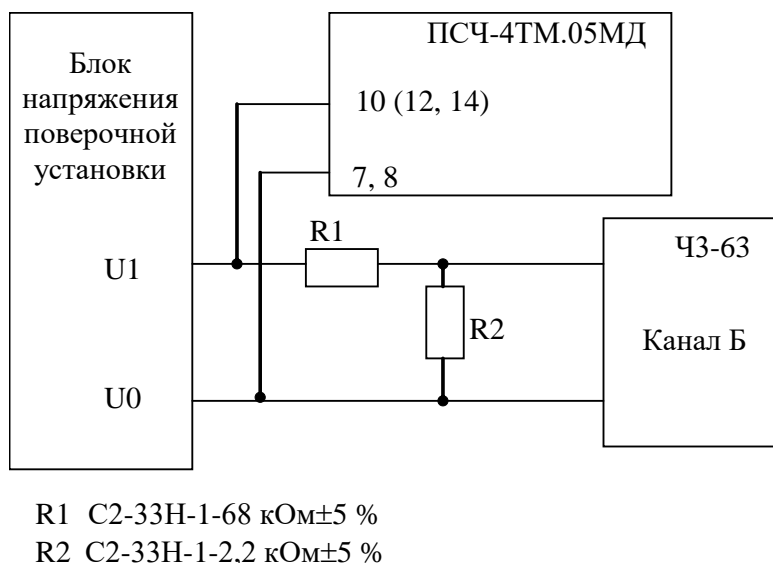 ПСЧ-4ТМ.05МД
Блок
напряжения
поверочной
установки
10 (12, 14)
7, 8
R1
U1
Ч3-63
R2
Канал Б
U0
R1 С2-33Н-1-68 кОм±5 %
R2 С2-33Н-1-2,2 кОм±5 %